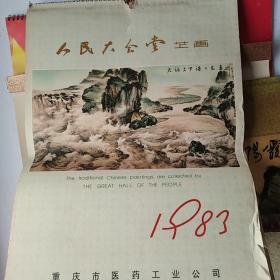 人民大会堂 艺画
The traditional Chinese paintings are collected by
THE GREAT HALL OF THE PEOPLE
1983
重庆市医药工业公司